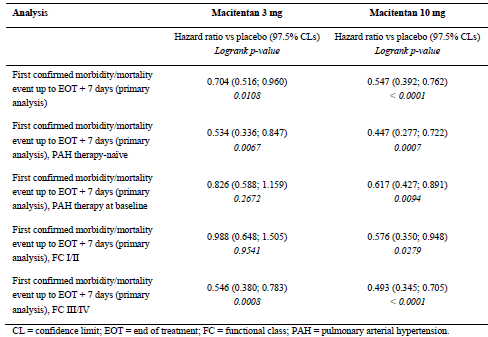 Analysis Macitentan 3 mg Macitentan 10 mg
Hazard ratio vs placebo (97.5% CLs) Hazard ratio vs placebo (97.5% CLs)
Logrank p-value Logrank p-value
First confirmed morbidity/mortality
event up to EOT + 7 days (primary
analysis)
0.704 (0.516; 0.960) 0.547 (0.392; 0.762)
0.0108 < 0.0001
First confirmed morbidity/mortality
event up to EOT + 7 days (primary
analysis), PAH therapy-naïve
0.534 (0.336; 0.847) 0.447 (0.277; 0.722)
0.0067 0.0007
First confirmed morbidity/mortality
event up to EOT + 7 days (primary
analysis), PAH therapy at baseline
0.826 (0.588; 1.159) 0.617 (0.427; 0.891)
0.2672 0.0094
First confirmed morbidity/mortality
event up to EOT + 7 days (primary
analysis), FC I/II
0.988 (0.648; 1.505) 0.576 (0.350; 0.948)
0.9541 0.0279
First confirmed morbidity/mortality
event up to EOT + 7 days (primary
analysis), FC III/IV
0.546 (0.380; 0.783) 0.493 (0.345; 0.705)
0.0008 < 0.0001
CL = confidence limit; EOT = end of treatment; FC = functional class; PAH = pulmonary arterial hypertension.